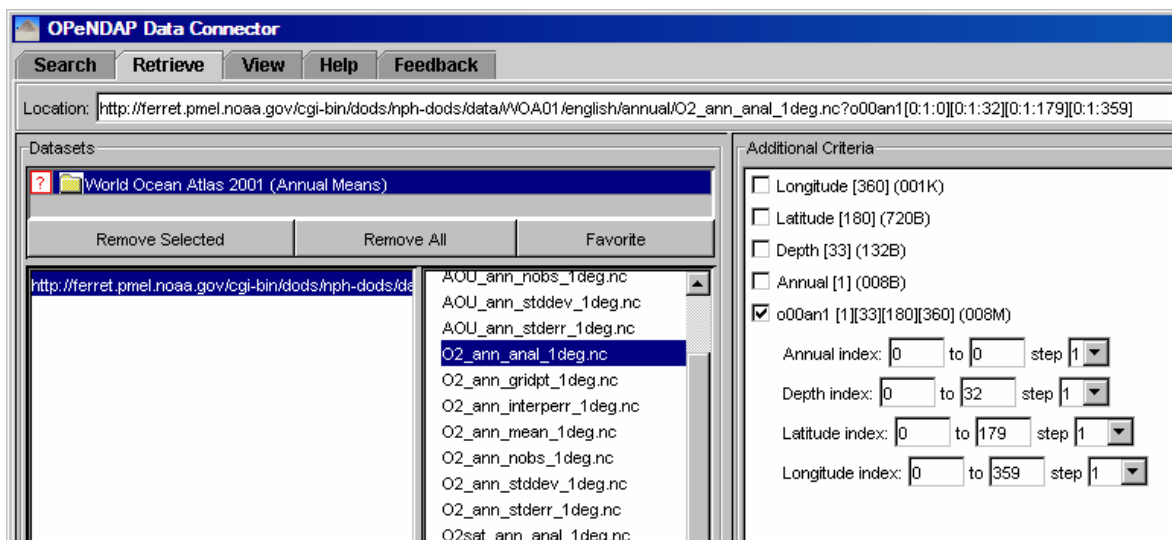 OPeNDAP Data Connector
Search Retrieve View Help Feedback
Location: http://ferret.pmel.noaa.gov/cgi-bin/dods/nph-dods/data/WOA01/english/annual/O2_ann_anal_1deg.nc?o00an1[0:1:0][0:1:32][0:1:179][0:1:359]
Datasets
? World Ocean Atlas 2001 (Annual Means)
Remove Selected Remove All Favorite
http://ferret.pmel.noaa.gov/cgi-bin/dods/nph-dods/da
AOU_ann_nobs_1deg.nc
AOU_ann_stddev_1deg.nc
AOU_ann_stderr_1deg.nc
O2_ann_anal_1deg.nc
O2_ann_gridpt_1deg.nc
O2_ann_interperr_1deg.nc
O2_ann_mean_1deg.nc
O2_ann_nobs_1deg.nc
O2_ann_stddev_1deg.nc
O2_ann_stderr_1deg.nc
O2sat_ann_anal_1deg.nc
Additional Criteria
Longitude [360] (001K)
Latitude [180] (720B)
Depth [33] (132B)
Annual [1] (008B)
o00an1 [1][33][180][360] (008M)
Annual index: 0 to 0 step 1
Depth index: 0 to 32 step 1
Latitude index: 0 to 179 step 1
Longitude index: 0 to 359 step 1